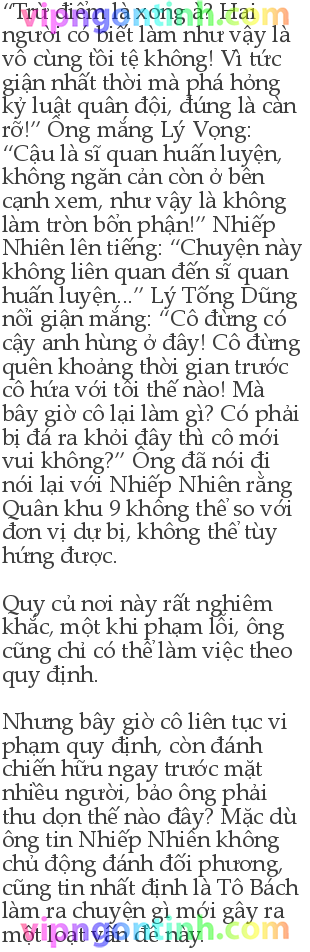 vipngontinh.com
“Trừ điểm là xong à? Hai
người có biết làm như vậy là
vô cùng tồi tệ không! Vì tức
giận nhất thời mà phá hỏng
kỷ luật quân đội, đúng là càn
rỡ!” Ông mắng Lý Vọng:
“Cậu là sĩ quan huấn luyện,
không ngăn cản còn ở bên
cạnh xem, như vậy là không
làm tròn bổn phận!” Nhiếp
Nhiên lên tiếng: “Chuyện này
không liên quan đến sĩ quan
huấn luyện...” Lý Tống Dũng
nổi giận mắng: “Cô đừng có
cậy anh hùng ở đây! Cô đừng
quên khoảng thời gian trước
cô hứa với tôi thế nào! Mà
bây giờ cô lại làm gì? Có phải
bị đá ra khỏi đây thì cô mới
vui không?” Ông đã nói đi
nói lại với Nhiếp Nhiên rằng
Quân khu 9 không thể so với
đơn vị dự bị, không thể tùy
hứng được.
Quy củ nơi này rất nghiêm
khắc, một khi phạm lỗi, ông
cũng chỉ có thể làm việc theo
quy định.
Nhưng bây giờ cô liên tục vi
phạm quy định, còn đánh
chiến hữu ngay trước mặt
nhiều người, bảo ông phải
thu dọn thế nào đây? Mặc dù
ông tin Nhiếp Nhiên không
chủ động đánh đối phương,
cũng tin nhất định là Tô Bách
làm ra chuyện gì mới gây ra
một loạt vấn đề này.
vipngontinh.com